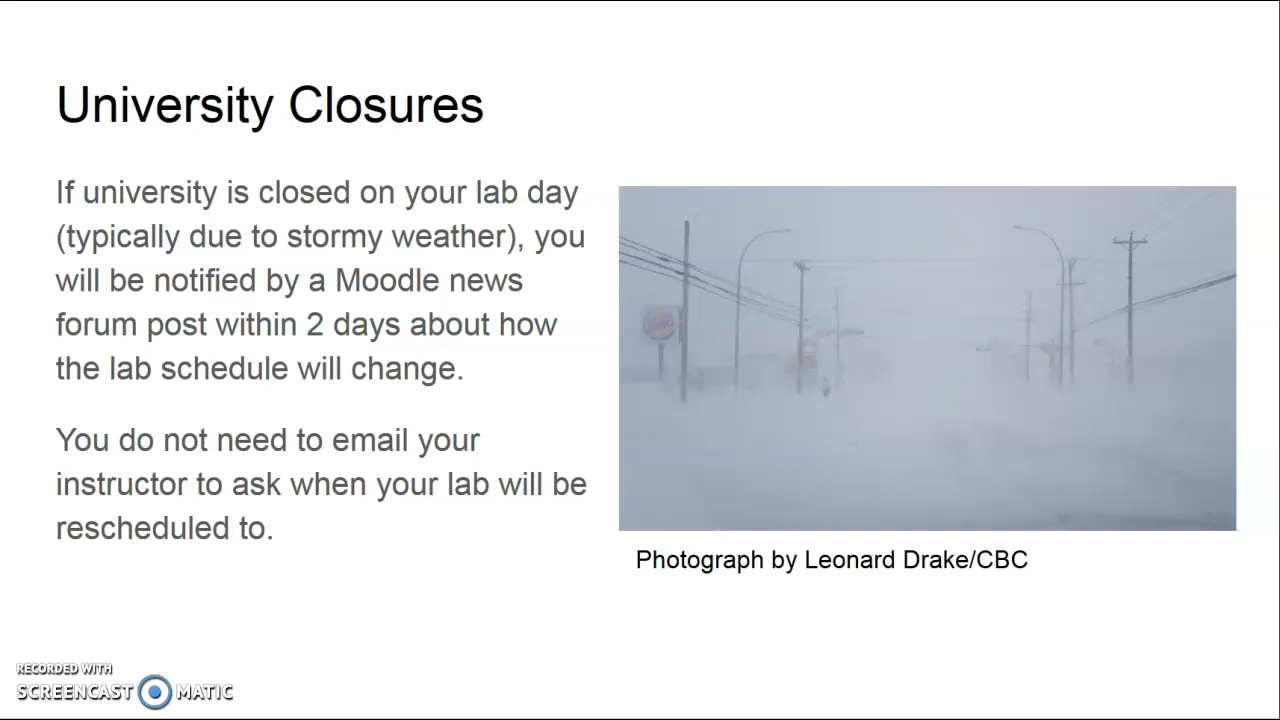 University Closures
If university is closed on your lab day
(typically due to stormy weather), you
will be notified by a Moodle news
forum post within 2 days about how
the lab schedule will change.
You do not need to email your
instructor to ask when your lab will be
rescheduled to.
Photograph by Leonard Drake/CBC
RECORDED WITH
SCREENCAST MATIC